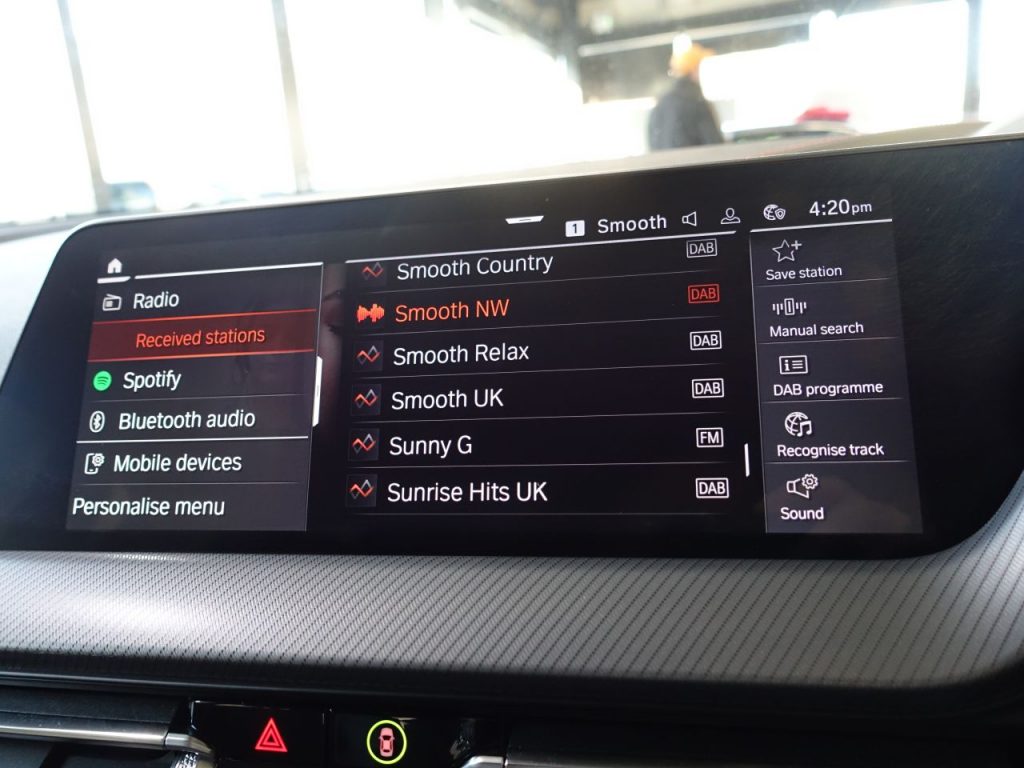 1 Smooth 4:20pm
Radio
Received stations
Spotify
Bluetooth audio
Mobile devices
Personalise menu
Smooth Country DAB
Smooth NW DAB
Smooth Relax DAB
Smooth UK DAB
Sunny G FM
Sunrise Hits UK DAB
Save station
Manual search
DAB programme
Recognise track
Sound